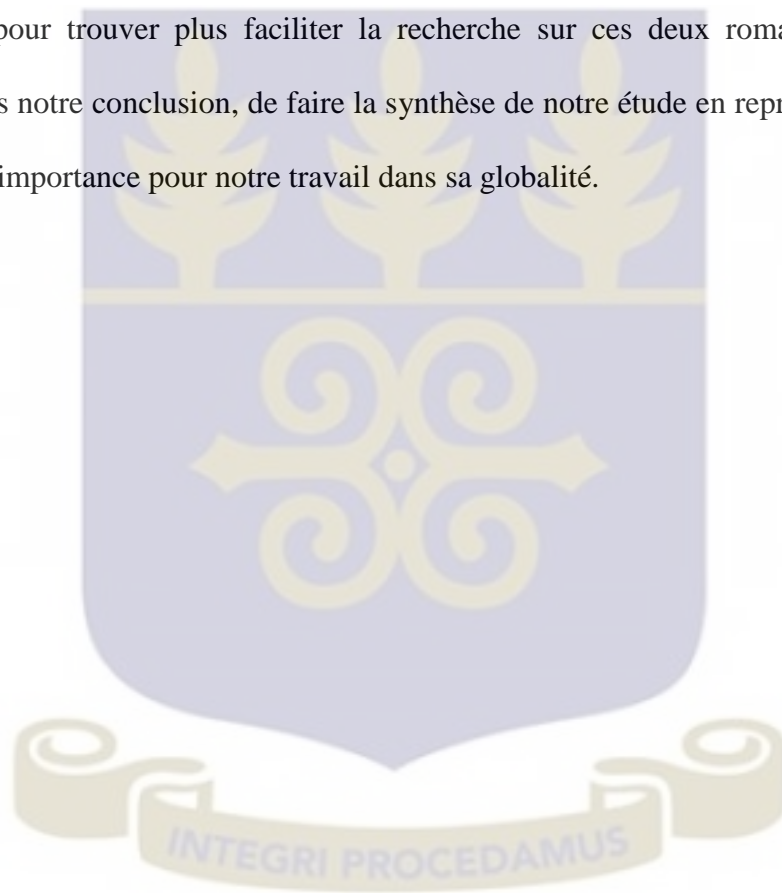 pour trouver plus faciliter la recherche sur ces deux roma
s notre conclusion, de faire la synthèse de notre étude en repr
importance pour notre travail dans sa globalité.
INTEGRI PROCEDAMUS